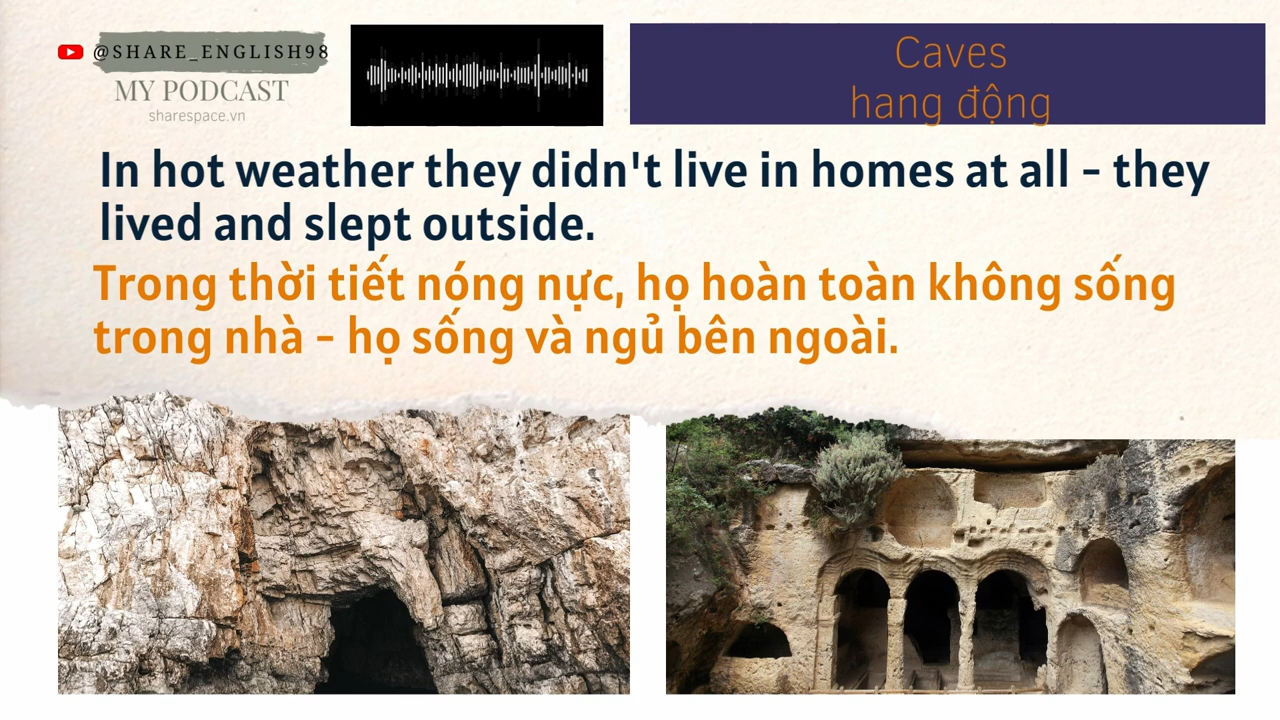 @SHARE_ENGLISH98
MY PODCAST
sharespace.vn
Caves
hang động
In hot weather they didn't live in homes at all - they
lived and slept outside.
Trong thời tiết nóng nực, họ hoàn toàn không sống
trong nhà - họ sống và ngủ bên ngoài.